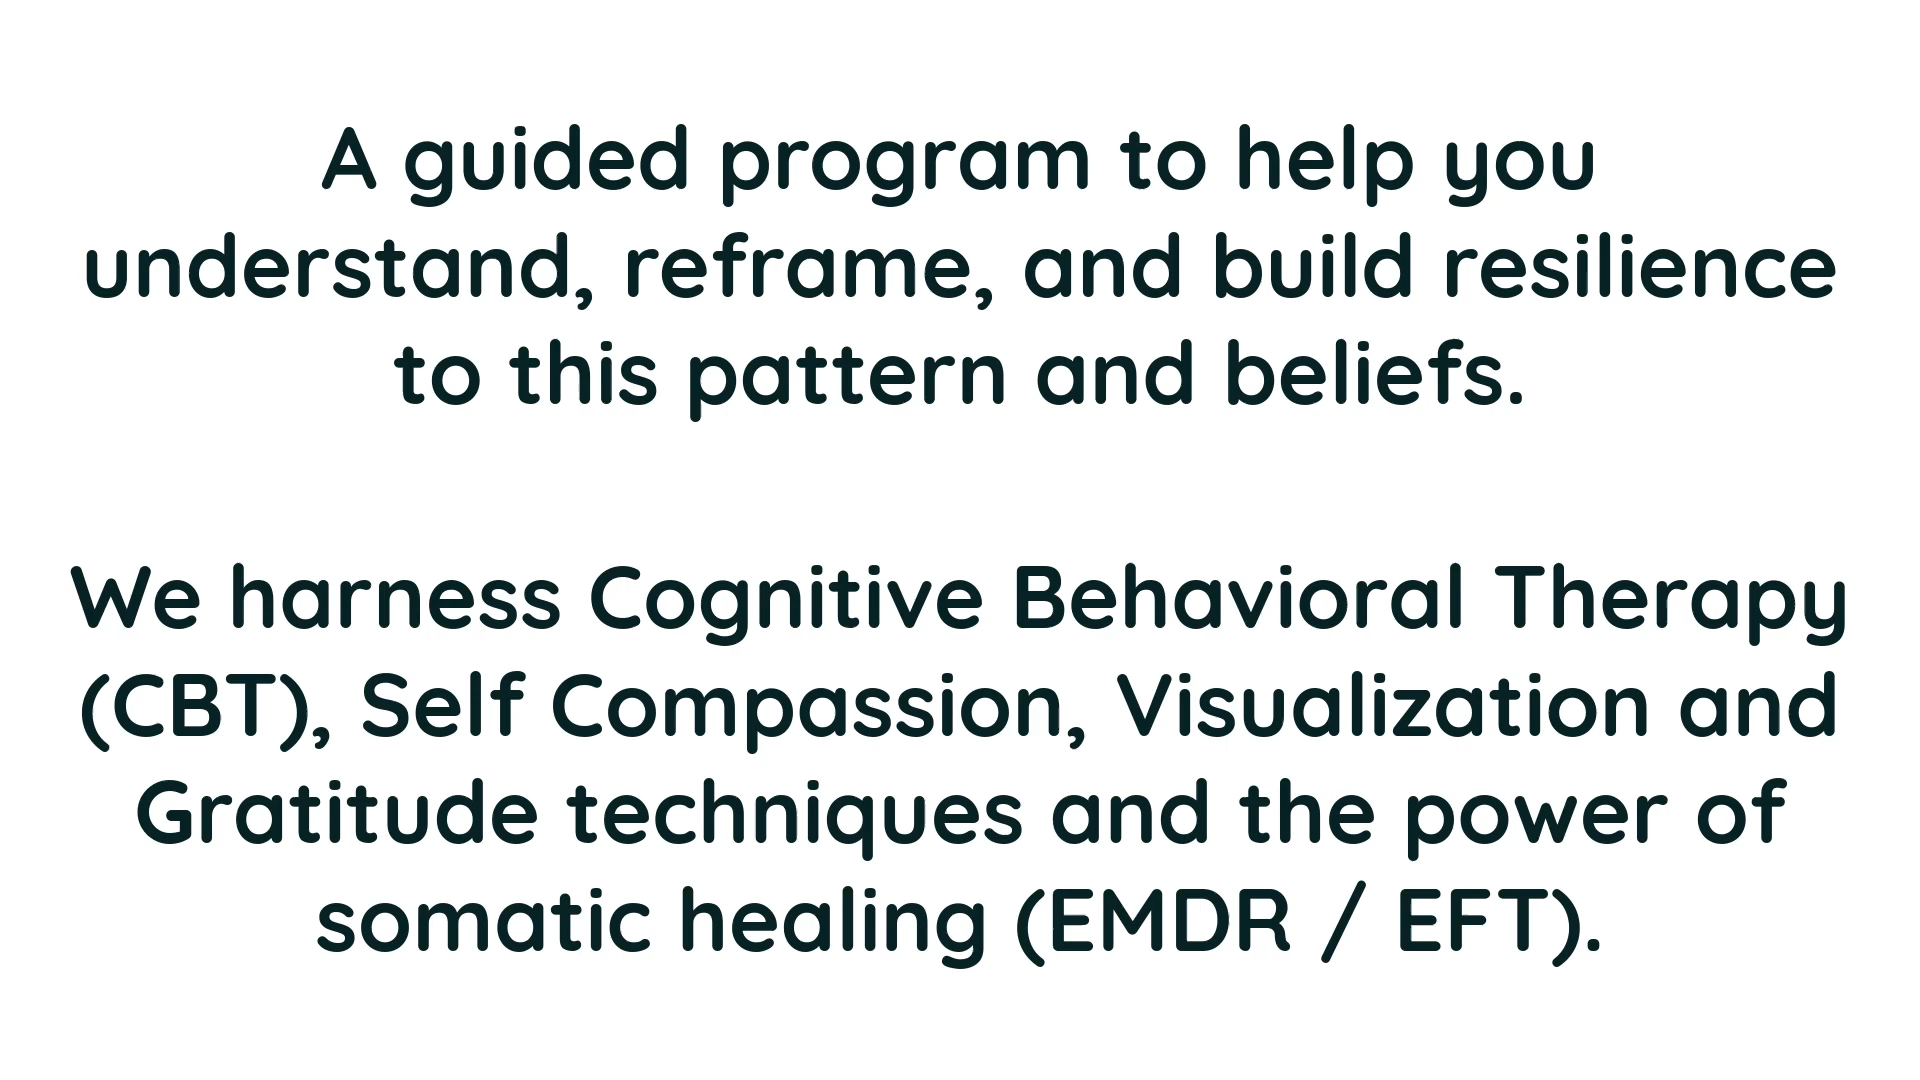 A guided program to help you
understand, reframe, and build resilience
to this pattern and beliefs.
We harness Cognitive Behavioral Therapy
(CBT), Self Compassion, Visualization and
Gratitude techniques and the power of
somatic healing (EMDR / EFT).